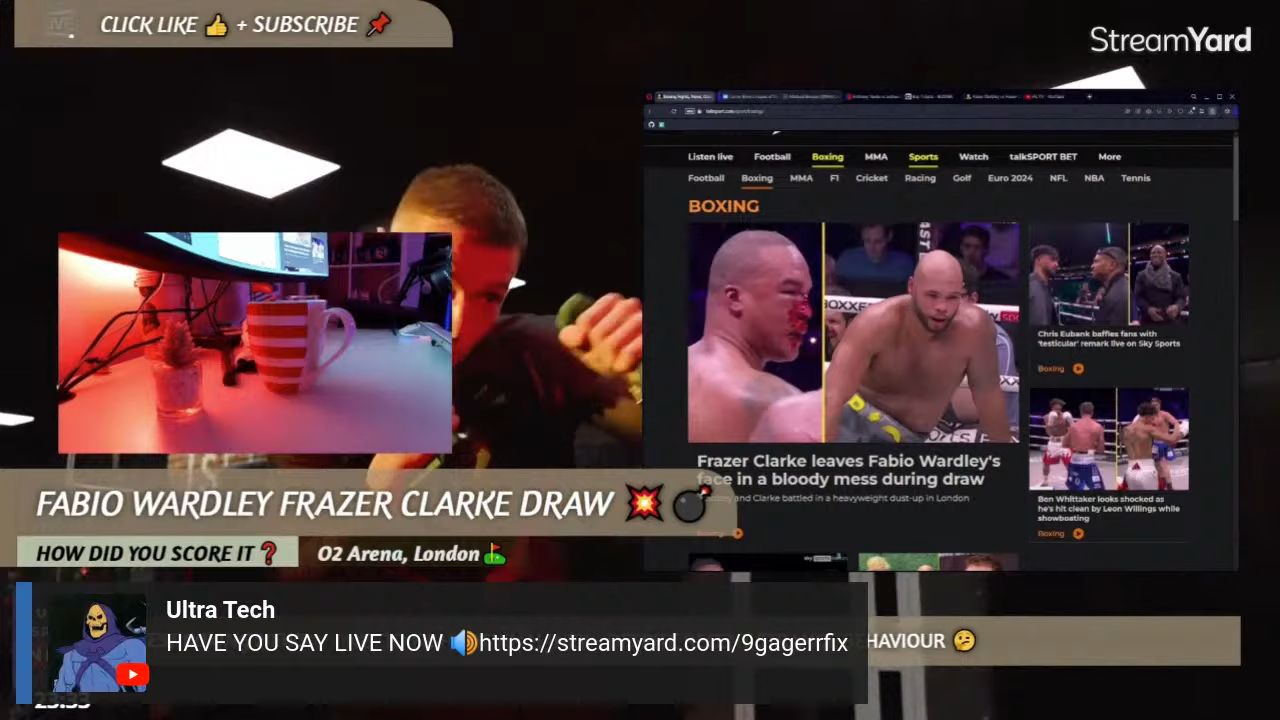 CLICK LIKE 👍 + SUBSCRIBE 📌
StreamYard
Listen live Football Boxing MMA Sports Watch talkSPORT BET More
Football Boxing MMA F1 Cricket Racing Golf Euro 2024 NFL NBA Tennis
BOXING
Frazer Clarke leaves Fabio Wardley's
face in a bloody mess during draw
and Clarke battled in a heavyweight dust-up in London
Chris Eubank baffles fans with
'testicular' remark live on Sky Sports
Boxing
Ben Whittaker looks shocked as
he's hit clean by Leon Willings while
showboating
Boxing
FABIO WARDLEY FRAZER CLARKE DRAW 💥 💣
HOW DID YOU SCORE IT❓ O2 Arena, London⛳
Ultra Tech
HAVE YOU SAY LIVE NOW 🔊https://streamyard.com/9gagerrfix
HAVIOUR 🤔
23:33